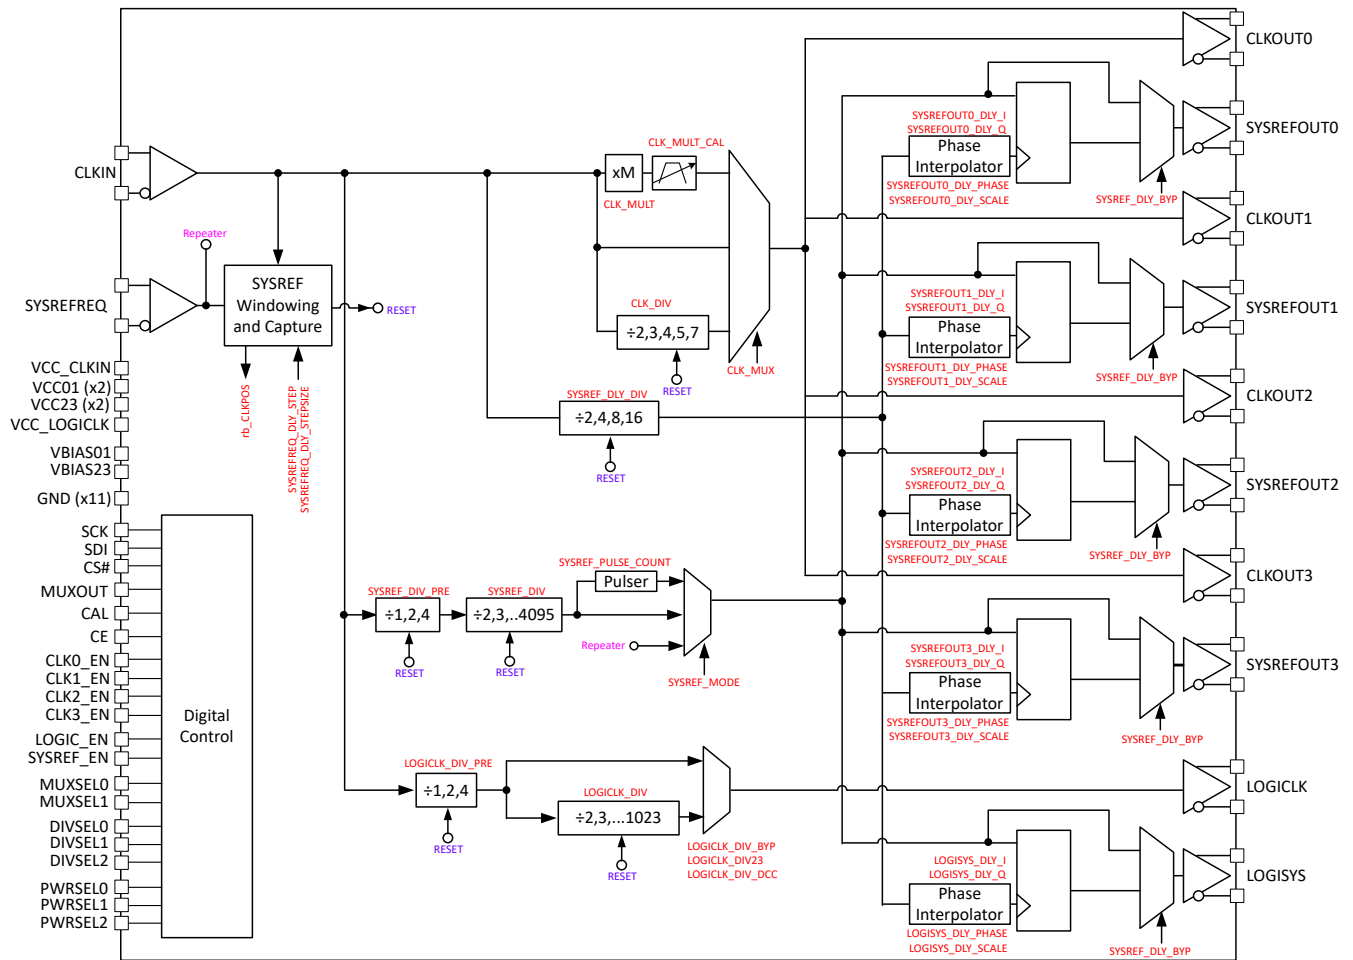 CLKOUT0
SYSREFOUT0_DLY_I
SYSREFOUT0_DLY_Q
Phase
Interpolator
SYSREFOUT0_DLY_PHASE
SYSREFOUT0_DLY_SCALE
SYSREF_DLY_BYP
SYSREFOUT0
CLKIN
CLK_MULT_CAL
xM
CLK_MULT
CLKOUT1
Repeater
SYSREFREQ
SYSREF
Windowing
and Capture
RESET
rb_CLKPOS
SYSREFREQ_DLY_STEP
SYSREFREQ_DLY_STEPSIZE
CLK_DIV
÷2,3,4,5,7
RESET
CLK_MUX
SYSREFOUT1_DLY_I
SYSREFOUT1_DLY_Q
Phase
Interpolator
SYSREFOUT1_DLY_PHASE
SYSREFOUT1_DLY_SCALE
SYSREF_DLY_BYP
SYSREFOUT1
VCC_CLKIN
VCC01 (x2)
VCC23 (x2)
VCC_LOGICLK
VBIAS01
VBIAS23
GND (x11)
SYSREF_DLY_DIV
÷2,4,8,16
RESET
CLKOUT2
SYSREFOUT2_DLY_I
SYSREFOUT2_DLY_Q
Phase
Interpolator
SYSREFOUT2_DLY_PHASE
SYSREFOUT2_DLY_SCALE
SYSREF_DLY_BYP
SYSREFOUT2
SCK
SDI
CS#
MUXOUT
CAL
CE
CLK0_EN
CLK1_EN
CLK2_EN
CLK3_EN
LOGIC_EN
SYSREF_EN
MUXSEL0
MUXSEL1
DIVSEL0
DIVSEL1
DIVSEL2
PWRSEL0
PWRSEL1
PWRSEL2
Digital
Control
SYSREF_DIV_PRE
÷1,2,4
RESET
SYSREF_DIV
÷2,3,..4095
RESET
SYSREF_PULSE_COUNT
Pulser
Repeater
SYSREF_MODE
CLKOUT3
SYSREFOUT3_DLY_I
SYSREFOUT3_DLY_Q
Phase
Interpolator
SYSREFOUT3_DLY_PHASE
SYSREFOUT3_DLY_SCALE
SYSREF_DLY_BYP
SYSREFOUT3
LOGICLK_DIV_PRE
÷1,2,4
RESET
LOGICLK_DIV
÷2,3,...1023
RESET
LOGICLK_DIV_BYP
LOGICLK_DIV23
LOGICLK_DIV_DCC
LOGICLK
LOGISYS_DLY_I
LOGISYS_DLY_Q
Phase
Interpolator
LOGISYS_DLY_PHASE
LOGISYS_DLY_SCALE
SYSREF_DLY_BYP
LOGISYS